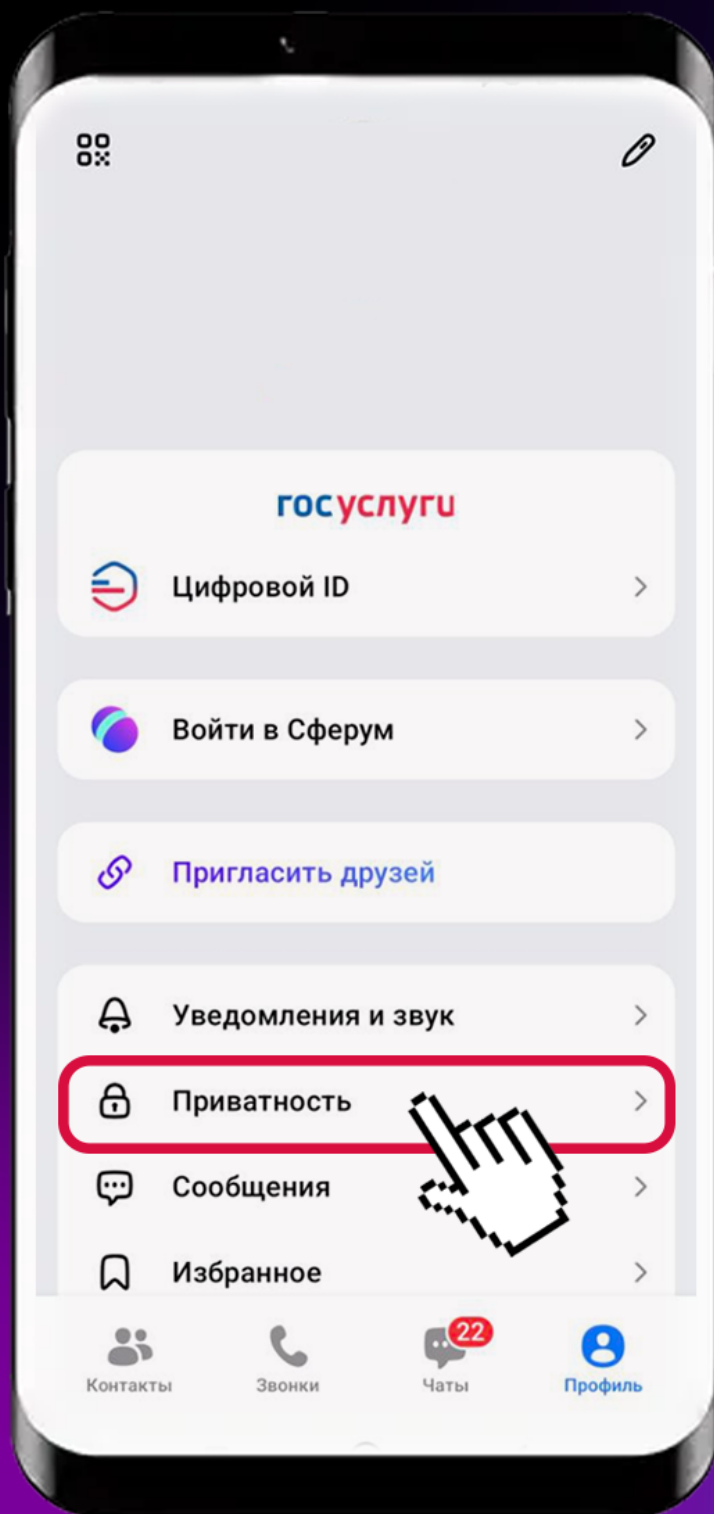 госуслуги
Цифровой ID
Войти в Сферум
Пригласить друзей
Уведомления и звук
Приватность
Сообщения
Избранное
22
Контакты
Звонки
Чаты
Профиль